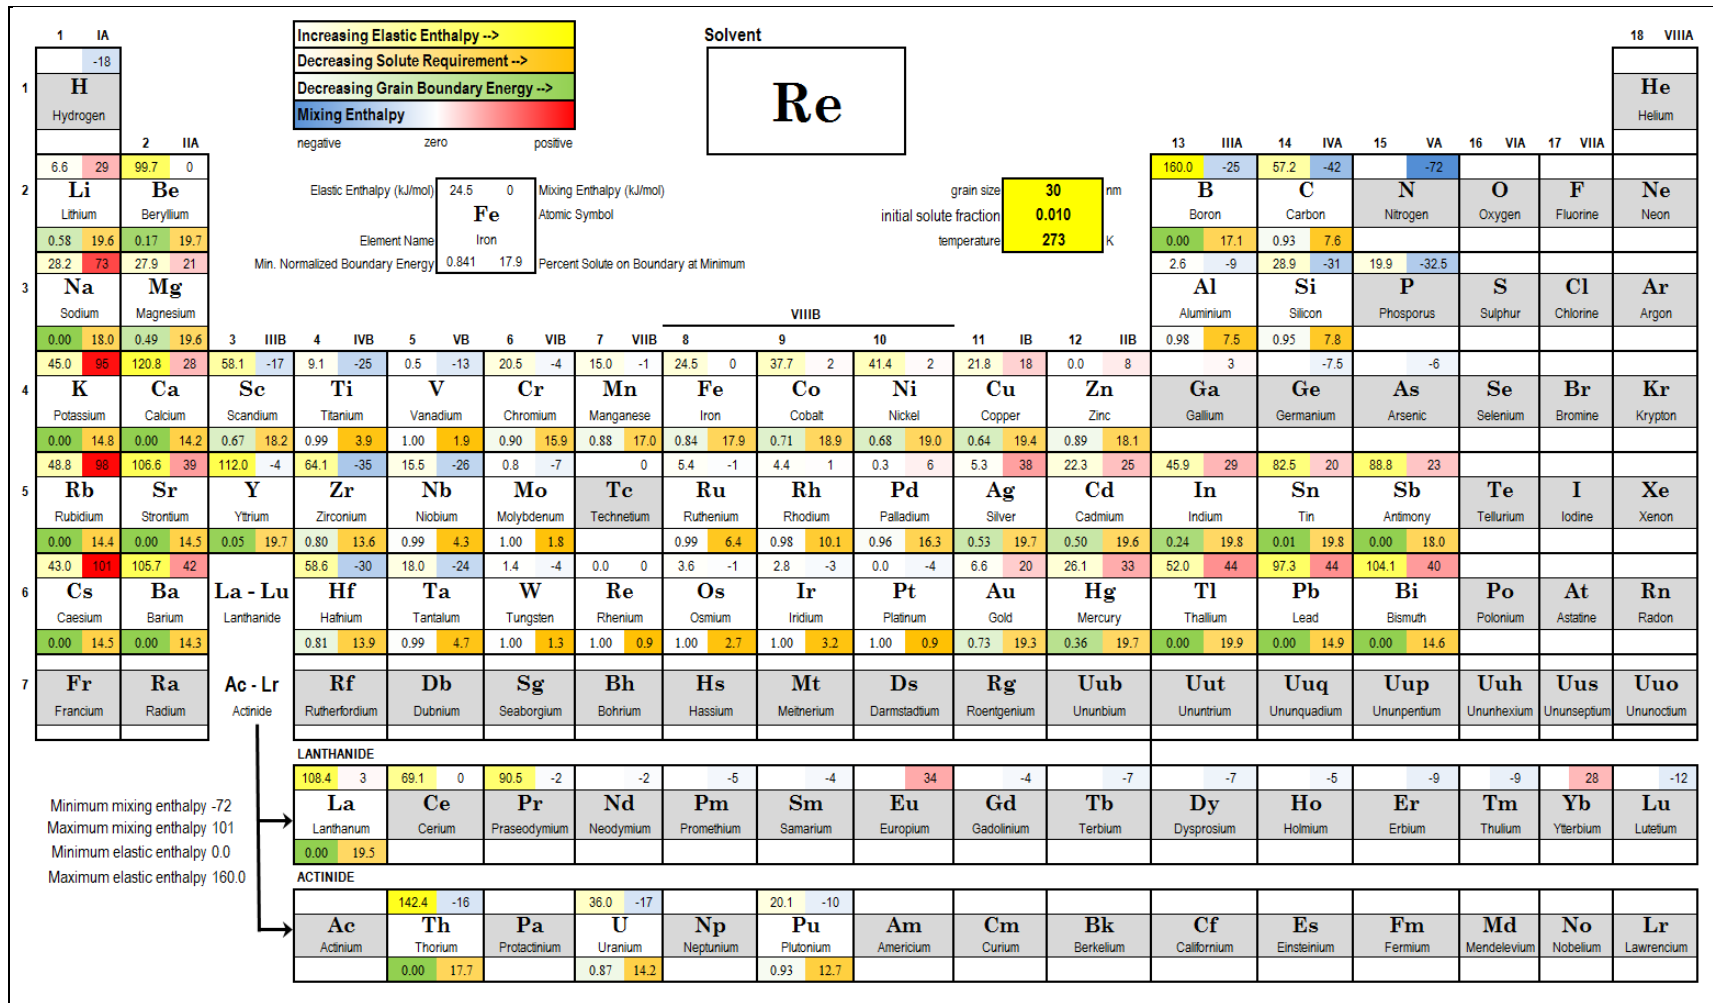 1 IA
18 VIIIA
Increasing Elastic Enthalpy -->
Decreasing Solute Requirement -->
Decreasing Grain Boundary Energy -->
Mixing Enthalpy
negative zero positive
Solvent
Re
-18
1 H He
Hydrogen Helium
2 IIA 13 IIIA 14 IVA 15 VA 16 VIA 17 VIIA
6.6 29 99.7 0 160.0 -25 57.2 -42 -72
2 Li Be B C N O F Ne
Lithium Beryllium Boron Carbon Nitrogen Oxygen Fluorine Neon
0.58 19.6 0.17 19.7 0.00 17.1 0.93 7.6
Elastic Enthalpy (kJ/mol) 24.5 0 Mixing Enthalpy (kJ/mol)
Fe Atomic Symbol
Element Name Iron
Min. Normalized Boundary Energy 0.841 17.9 Percent Solute on Boundary at Minimum
grain size 30 nm
initial solute fraction 0.010
temperature 273 K
28.2 73 27.9 21 2.6 -9 28.9 -31 19.9 -32.5
3 Na Mg Al Si P S Cl Ar
Sodium Magnesium Aluminium Silicon Phosporus Sulphur Chlorine Argon
0.00 18.0 0.49 19.6 0.98 7.5 0.95 7.8
VIIIB
3 IIIB 4 IVB 5 VB 6 VIB 7 VIIB 8 9 10 11 IB 12 IIB
45.0 95 120.8 28 58.1 -17 9.1 -25 0.5 -13 20.5 -4 15.0 -1 24.5 0 37.7 2 41.4 2 21.8 18 0.0 8 3 -7.5 -6
4 K Ca Sc Ti V Cr Mn Fe Co Ni Cu Zn Ga Ge As Se Br Kr
Potassium Calcium Scandium Titanium Vanadium Chromium Manganese Iron Cobalt Nickel Copper Zinc Gallium Germanium Arsenic Selenium Bromine Krypton
0.00 14.8 0.00 14.2 0.67 18.2 0.99 3.9 1.00 1.9 0.90 15.9 0.88 17.0 0.84 17.9 0.71 18.9 0.68 19.0 0.64 19.4 0.89 18.1
48.8 98 106.6 39 112.0 -4 64.1 -35 15.5 -26 0.8 -7 0 5.4 -1 4.4 1 0.3 6 5.3 38 22.3 25 45.9 29 82.5 20 88.8 23
5 Rb Sr Y Zr Nb Mo Tc Ru Rh Pd Ag Cd In Sn Sb Te I Xe
Rubidium Strontium Yttrium Zirconium Niobium Molybdenum Technetium Ruthenium Rhodium Palladium Silver Cadmium Indium Tin Antimony Tellurium Iodine Xenon
0.00 14.4 0.00 14.5 0.05 19.7 0.80 13.6 0.99 4.3 1.00 1.8 0.99 6.4 0.98 10.1 0.96 16.3 0.53 19.7 0.50 19.6 0.24 19.8 0.01 19.8 0.00 18.0
43.0 101 105.7 42 58.6 -30 18.0 -24 1.4 -4 0.0 0 3.6 -1 2.8 -3 0.0 -4 6.6 20 26.1 33 52.0 44 97.3 44 104.1 40
6 Cs Ba La - Lu Hf Ta W Re Os Ir Pt Au Hg Tl Pb Bi Po At Rn
Caesium Barium Lanthanide Hafnium Tantalum Tungsten Rhenium Osmium Iridium Platinum Gold Mercury Thallium Lead Bismuth Polonium Astatine Radon
0.00 14.5 0.00 14.3 0.81 13.9 0.99 4.7 1.00 1.3 1.00 0.9 1.00 2.7 1.00 3.2 1.00 0.9 0.73 19.3 0.36 19.7 0.00 19.9 0.00 14.9 0.00 14.6
7 Fr Ra Ac - Lr Rf Db Sg Bh Hs Mt Ds Rg Uub Uut Uuq Uup Uuh Uus Uuo
Francium Radium Actinide Rutherfordium Dubnium Seaborgium Bohrium Hassium Meitnerium Darmstadtium Roentgenium Ununbium Ununtrium Ununquadium Ununpentium Ununhexium Ununseptium Ununoctium
LANTHANIDE
108.4 3 69.1 0 90.5 -2 -2 -5 -4 34 -4 -7 -7 -5 -9 -9 28 -12
La Ce Pr Nd Pm Sm Eu Gd Tb Dy Ho Er Tm Yb Lu
Lanthanum Cerium Praseodymium Neodymium Promethium Samarium Europium Gadolinium Terbium Dysprosium Holmium Erbium Thulium Ytterbium Lutetium
0.00 19.5
Minimum mixing enthalpy -72
Maximum mixing enthalpy 101
Minimum elastic enthalpy 0.0
Maximum elastic enthalpy 160.0
ACTINIDE
142.4 -16 36.0 -17 20.1 -10
Ac Th Pa U Np Pu Am Cm Bk Cf Es Fm Md No Lr
Actinium Thorium Protactinium Uranium Neptunium Plutonium Americium Curium Berkelium Californium Einsteinium Fermium Mendelevium Nobelium Lawrencium
0.00 17.7 0.87 14.2 0.93 12.7